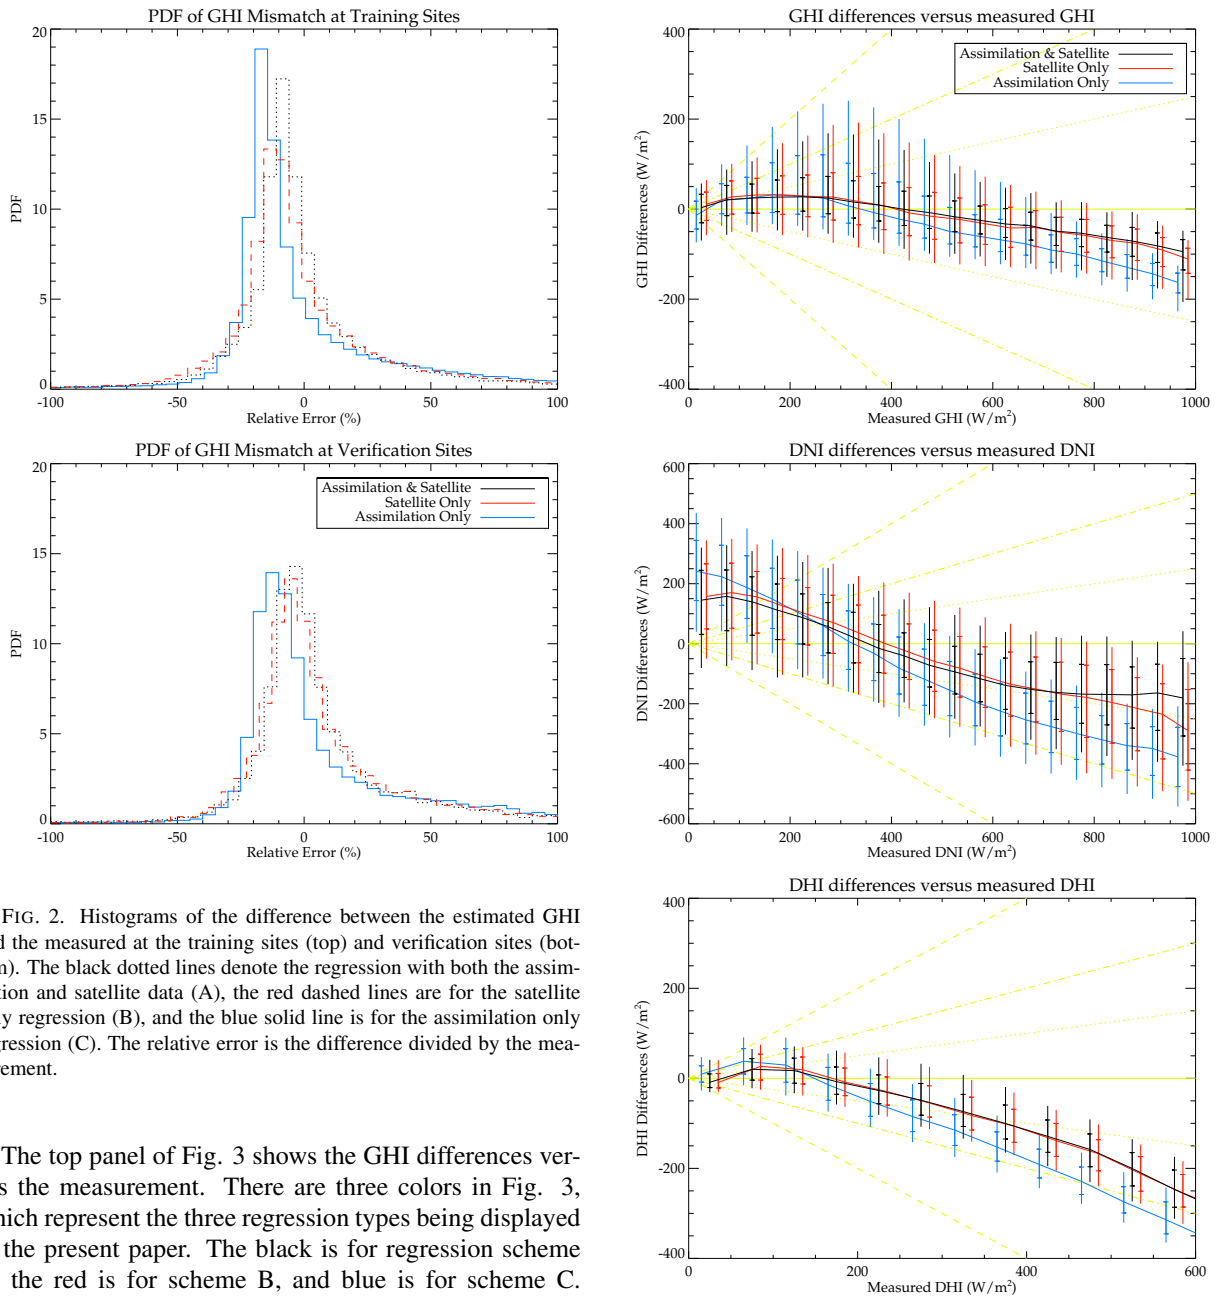 PDF of GHI Mismatch at Training Sites
20
15
10
5
0
PDF
-100
-50
0
50
100
Relative Error (%)
PDF of GHI Mismatch at Verification Sites
20
15
10
5
0
PDF
Assimilation & Satellite
Satellite Only
Assimilation Only
-100
-50
0
50
100
Relative Error (%)
FIG. 2. Histograms of the difference between the estimated GHI
d the measured at the training sites (top) and verification sites (bot-
m). The black dotted lines denote the regression with both the assim-
tion and satellite data (A), the red dashed lines are for the satellite
ly regression (B), and the blue solid line is for the assimilation only
gression (C). The relative error is the difference divided by the mea-
rement.
The top panel of Fig. 3 shows the GHI differences ver-
s the measurement. There are three colors in Fig. 3,
hich represent the three regression types being displayed
the present paper. The black is for regression scheme
the red is for scheme B, and blue is for scheme C.
GHI differences versus measured GHI
400
200
0
-200
-400
GHI Differences (W/m²)
Assimilation & Satellite
Satellite Only
Assimilation Only
0
200
400
600
800
1000
Measured GHI (W/m²)
DNI differences versus measured DNI
600
400
200
0
-200
-400
-600
DNI Differences (W/m²)
0
200
400
600
800
1000
Measured DNI (W/m²)
DHI differences versus measured DHI
400
200
0
-200
-400
DHI Differences (W/m²)
0
200
400
600
Measured DHI (W/m²)